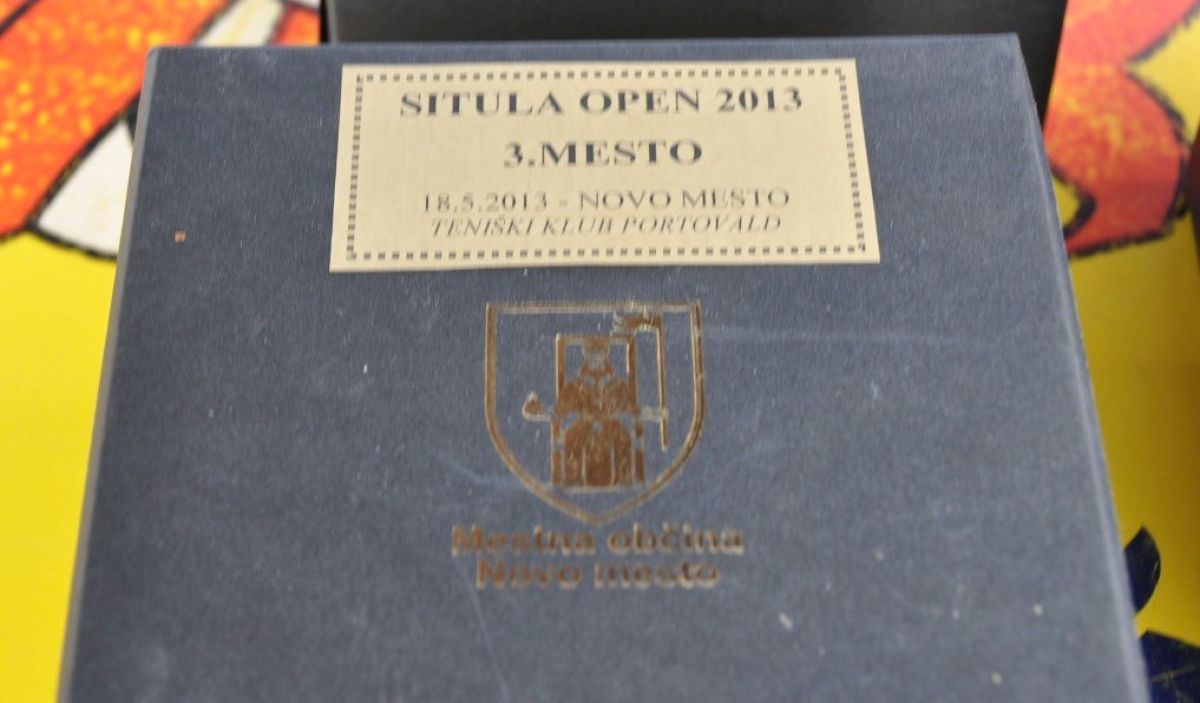 SITULA OPEN 2013
3.MESTO
18.5.2013 - NOVO MESTO
TENIŠKI KLUB PORTOVALD
Mestna občina
Novo mesto